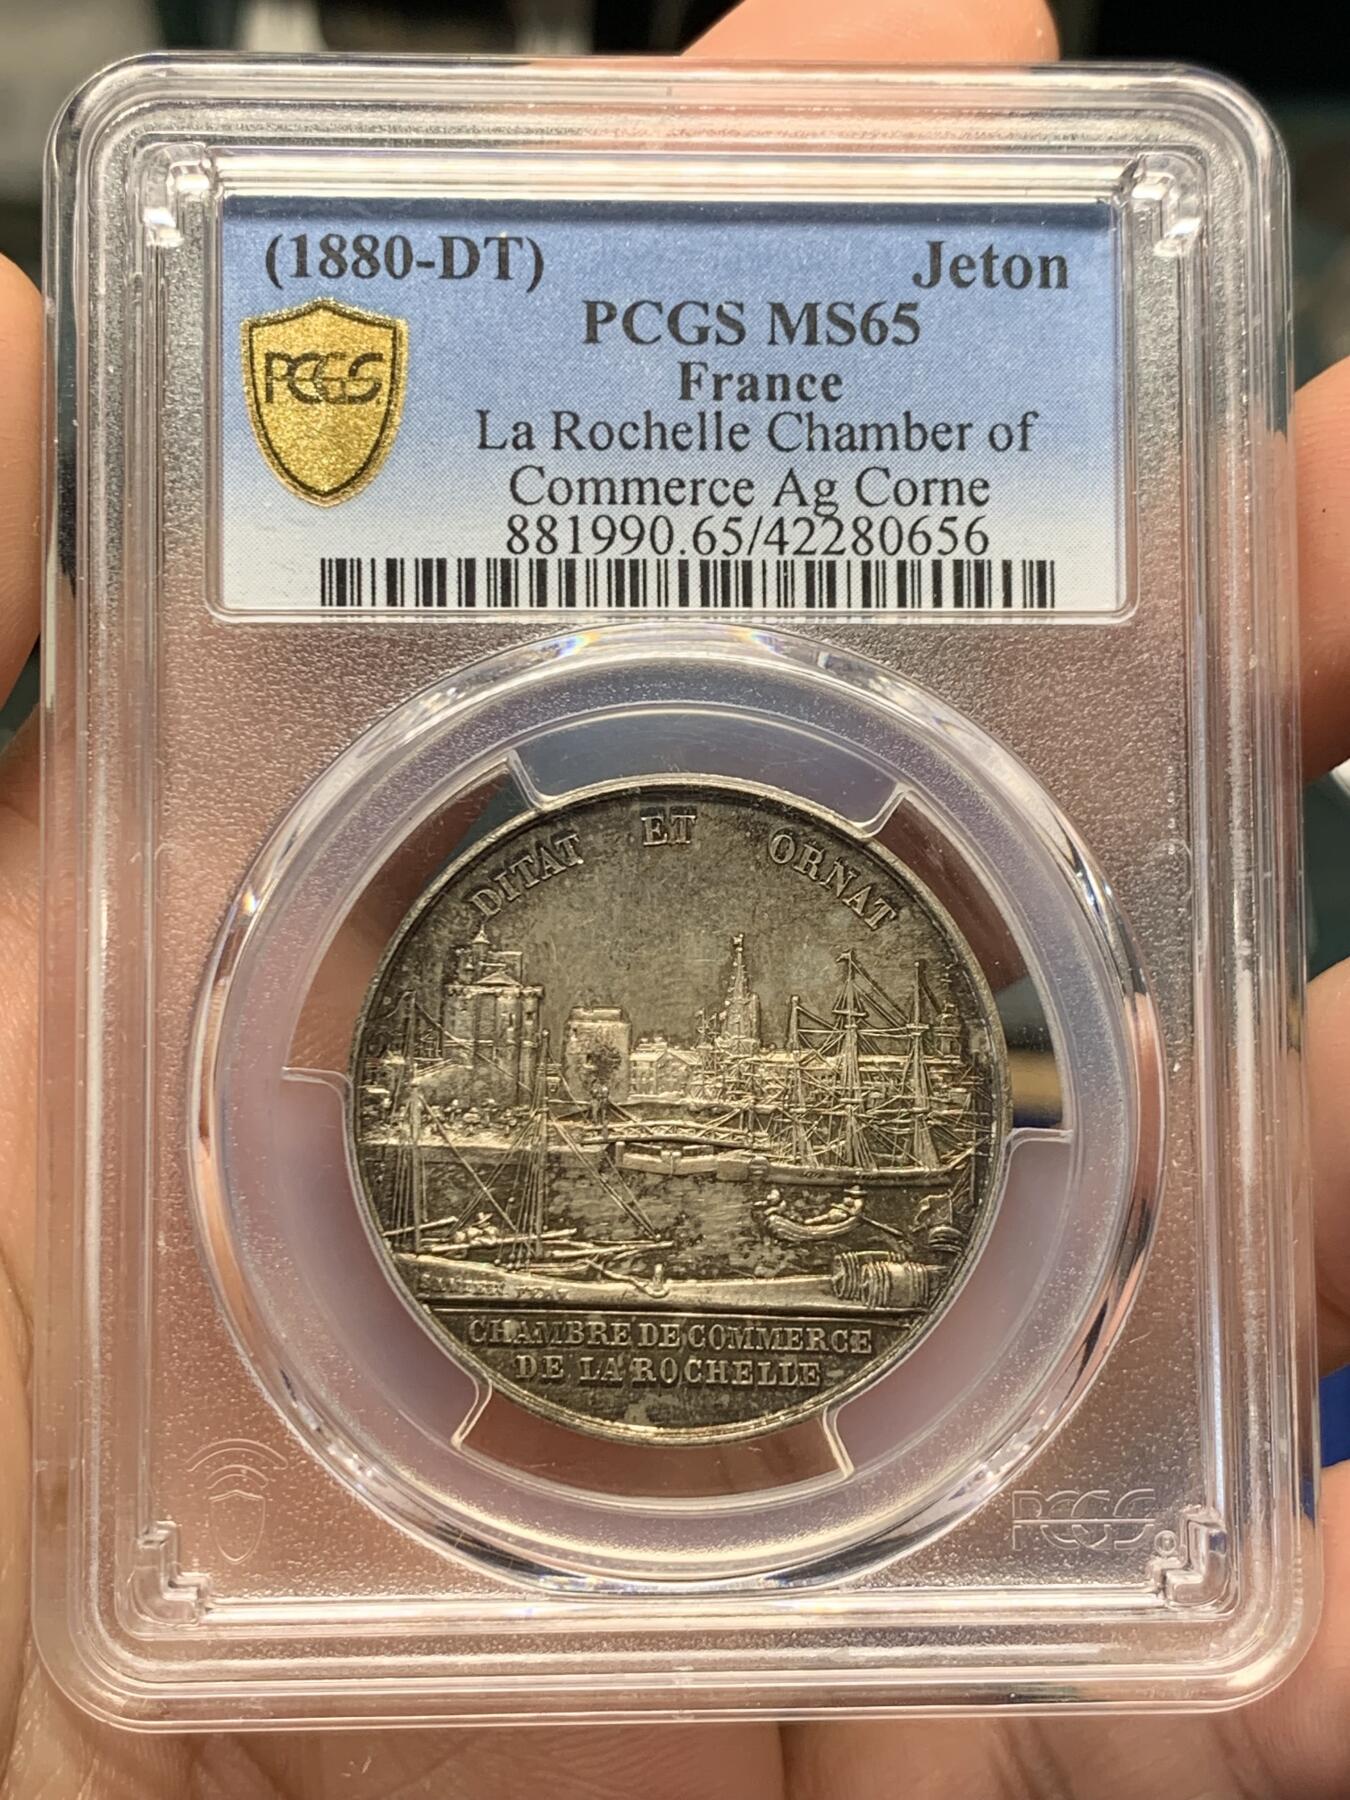 (1880-DT) Jeton
PCGS MS65
PCGS
France
La Rochelle Chamber of
Commerce Ag Corne
881990.65/42280656
DITAT ET ORNAT
CHAMBRE DE COMMERCE
DE LA ROCHELLE
PCGS